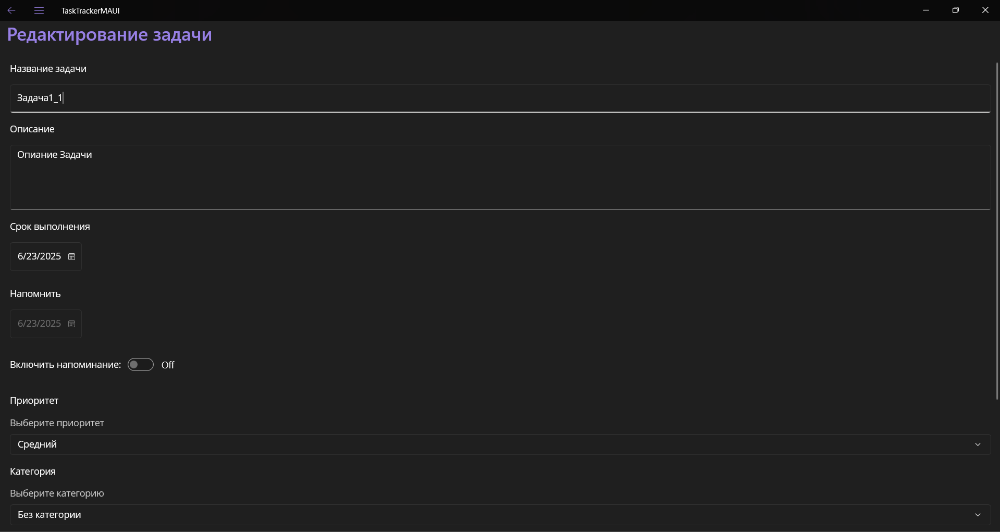 TaskTrackerMAUI
Редактирование задачи
Название задачи
Задача1_1
Описание
Опиание Задачи
Срок выполнения
6/23/2025
Напомнить
6/23/2025
Включить напоминание: Off
Приоритет
Выберите приоритет
Средний
Категория
Выберите категорию
Без категории